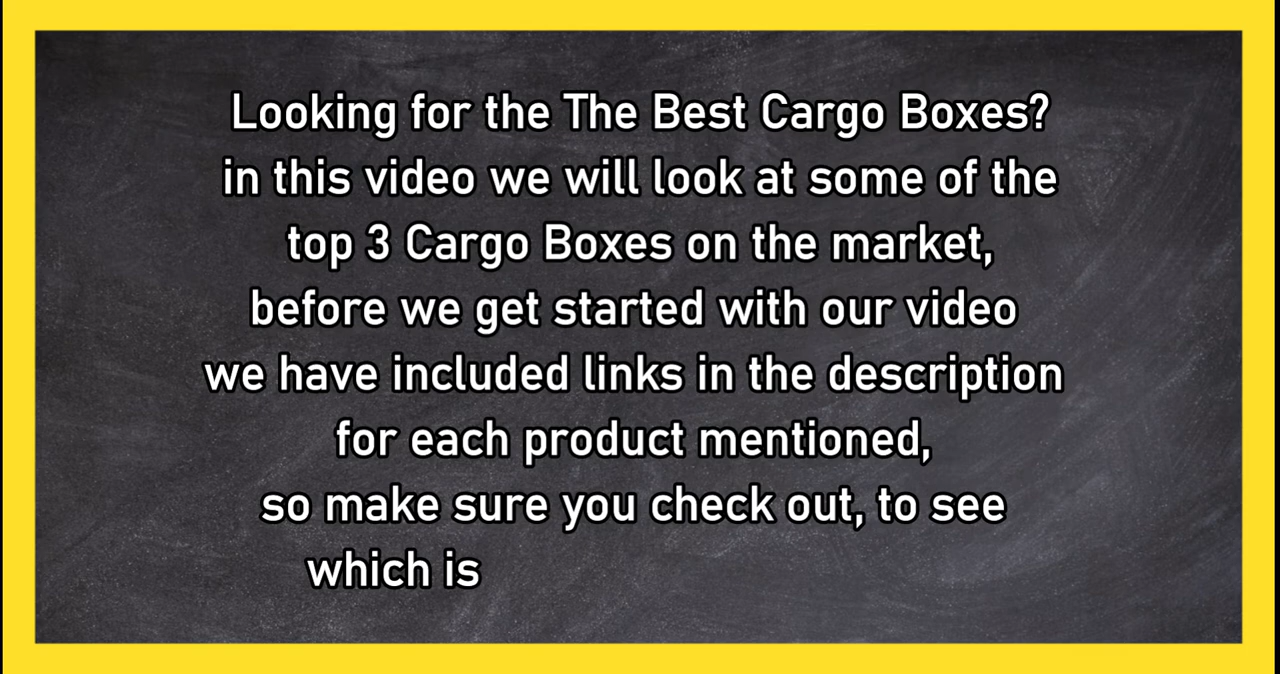 Looking for the The Best Cargo Boxes?
in this video we will look at some of the
top 3 Cargo Boxes on the market,
before we get started with our video
we have included links in the description
for each product mentioned,
so make sure you check out, to see
which is